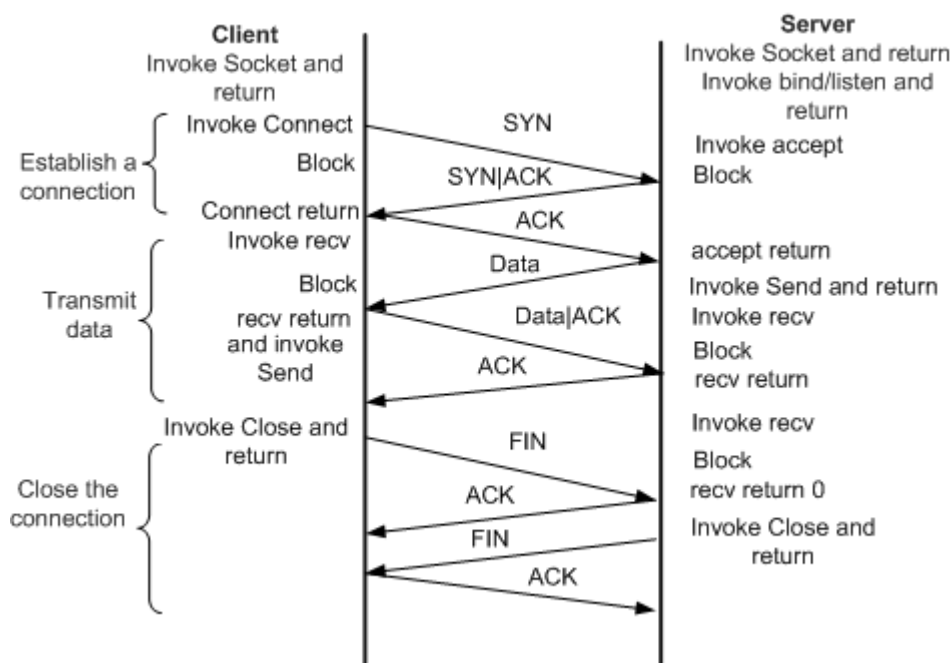 Client
Invoke Socket and
return
Server
Invoke Socket and return
Invoke bind/listen and
return
Establish a
connection
Invoke Connect
Block
Connect return
SYN
SYN|ACK
ACK
Invoke accept
Block
accept return
Transmit
data
Invoke recv
Block
recv return
and invoke
Send
Data
Data|ACK
ACK
Invoke Send and return
Invoke recv
Block
recv return
Close the
connection
Invoke Close and
return
FIN
ACK
FIN
ACK
Invoke recv
Block
recv return 0
Invoke Close and
return